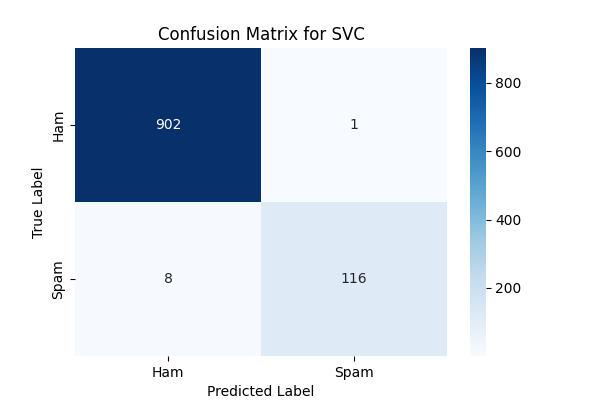 Confusion Matrix for SVC
Ham
902
1
Spam
8
116
True Label
Ham
Spam
Predicted Label
800
600
400
200